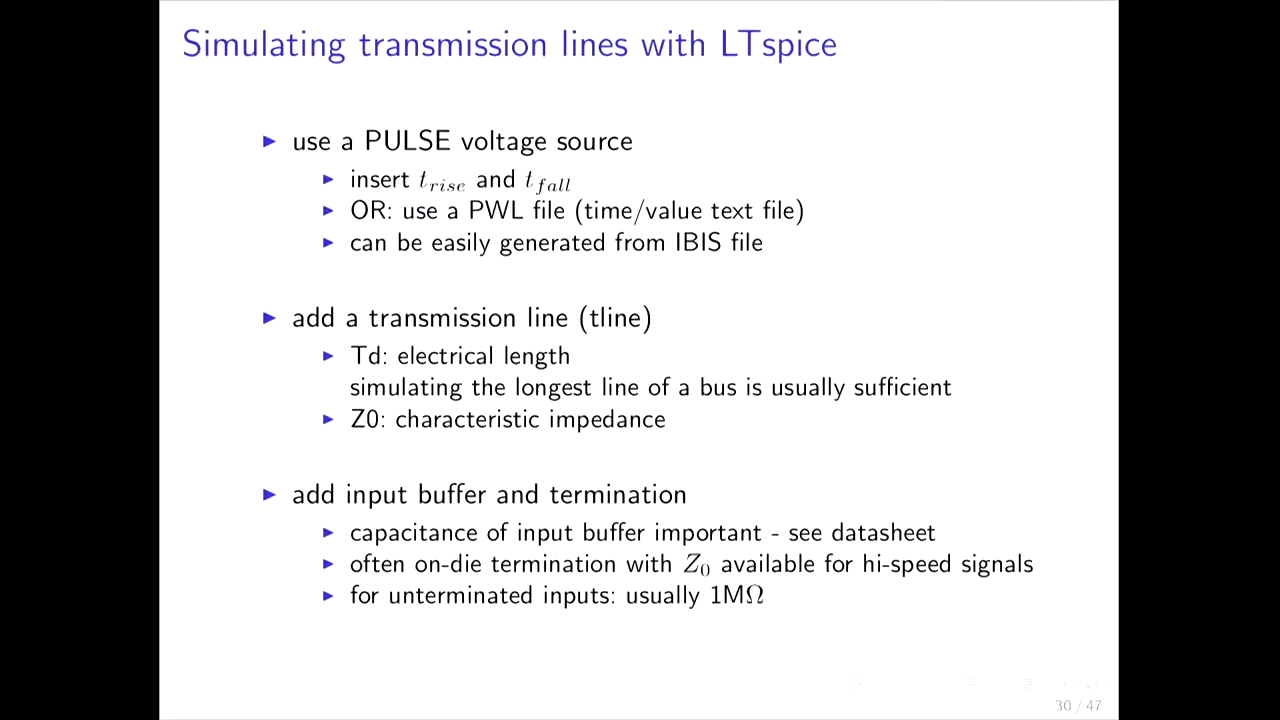 Simulating transmission lines with LTspice
▶ use a PULSE voltage source
▶ insert t_rise and t_fall
▶ OR: use a PWL file (time/value text file)
▶ can be easily generated from IBIS file
▶ add a transmission line (tline)
▶ Td: electrical length
simulating the longest line of a bus is usually sufficient
▶ Z0: characteristic impedance
▶ add input buffer and termination
▶ capacitance of input buffer important - see datasheet
▶ often on-die termination with Z₀ available for hi-speed signals
▶ for unterminated inputs: usually 1MΩ
30 / 47